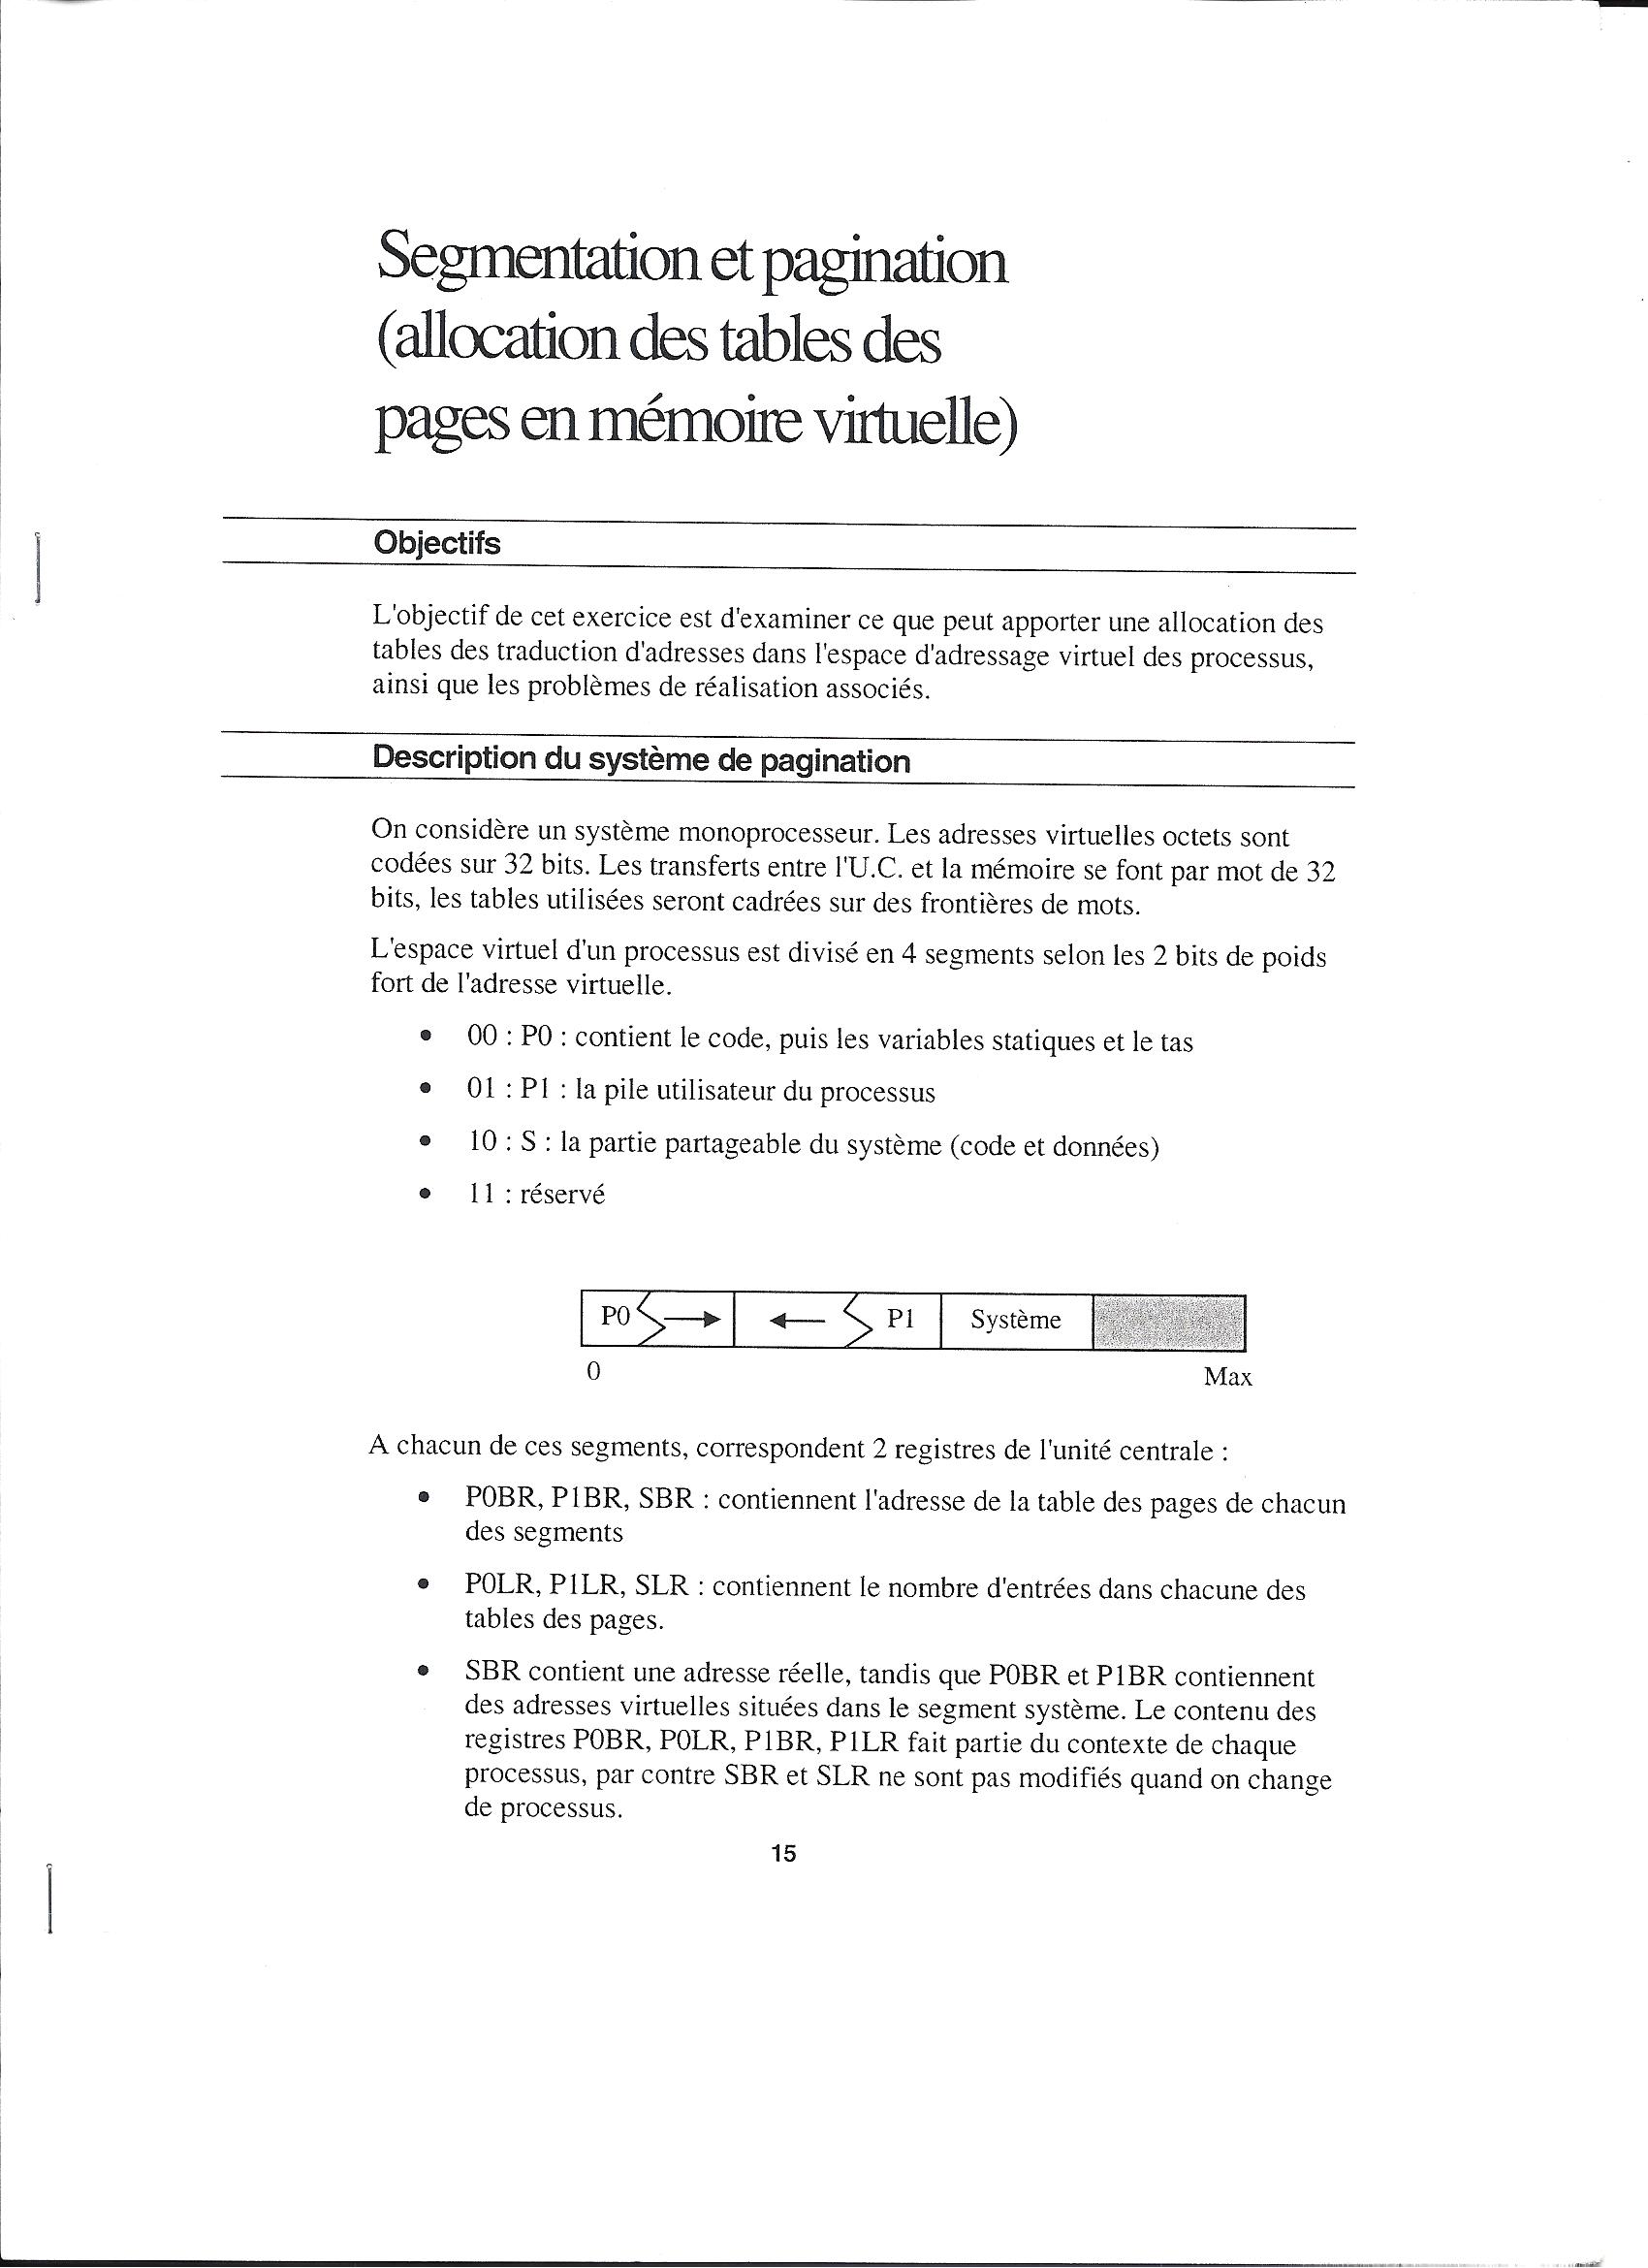 Segmentation et pagination
(allocation des tables des
pages en mémoire virtuelle)
Objectifs
L'objectif de cet exercice est d'examiner ce que peut apporter une allocation des
tables des traduction d'adresses dans l'espace d'adressage virtuel des processus,
ainsi que les problèmes de réalisation associés.
Description du système de pagination
On considère un système monoprocesseur. Les adresses virtuelles octets sont
codées sur 32 bits. Les transferts entre l'U.C. et la mémoire se font par mot de 32
bits, les tables utilisées seront cadrées sur des frontières de mots.
L'espace virtuel d'un processus est divisé en 4 segments selon les 2 bits de poids
fort de l'adresse virtuelle.
• 00 : P0 : contient le code, puis les variables statiques et le tas
• 01 : P1 : la pile utilisateur du processus
• 10 : S : la partie partageable du système (code et données)
• 11 : réservé
P0 P1 Système
0 Max
A chacun de ces segments, correspondent 2 registres de l'unité centrale :
• P0BR, P1BR, SBR : contiennent l'adresse de la table des pages de chacun
des segments
• P0LR, P1LR, SLR : contiennent le nombre d'entrées dans chacune des
tables des pages.
• SBR contient une adresse réelle, tandis que P0BR et P1BR contiennent
des adresses virtuelles situées dans le segment système. Le contenu des
registres P0BR, P0LR, P1BR, P1LR fait partie du contexte de chaque
processus, par contre SBR et SLR ne sont pas modifiés quand on change
de processus.
15